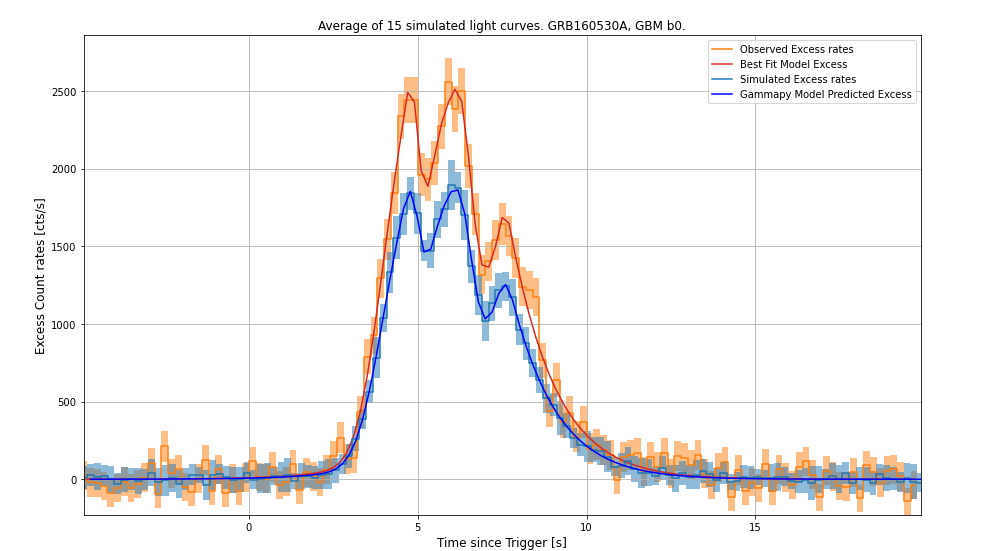 Average of 15 simulated light curves. GRB160530A, GBM b0.
Observed Excess rates
Best Fit Model Excess
Simulated Excess rates
Gammapy Model Predicted Excess
Excess Count rates [cts/s]
2500
2000
1500
1000
500
0
0 5 10 15
Time since Trigger [s]